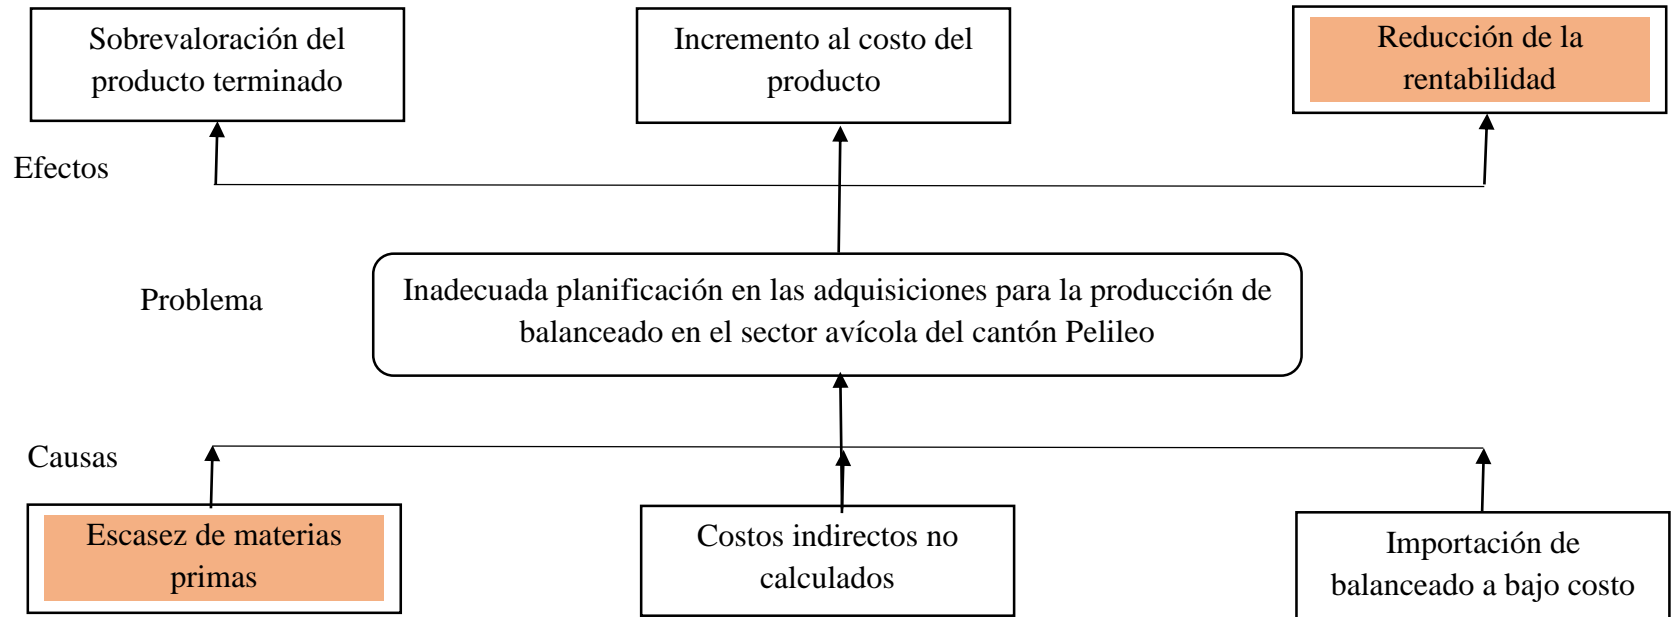 Sobrevaloración del
producto terminado
Incremento al costo del
producto
Reducción de la
rentabilidad
Efectos
Problema
Inadecuada planificación en las adquisiciones para la producción de
balanceado en el sector avícola del cantón Pelileo
Causas
Escasez de materias
primas
Costos indirectos no
calculados
Importación de
balanceado a bajo costo